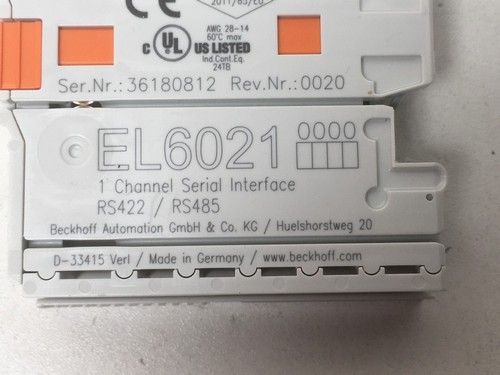 2011/65/EU
CE
AWG 28-14
60°C max
c UL US LISTED
Ind.Cont.Eq.
24TB
Ser.Nr.: 36180812 Rev.Nr.: 0020
EL6021 0000
1 Channel Serial Interface
RS422 / RS485
Beckhoff Automation GmbH & Co. KG / Huelshorstweg 20
D-33415 Verl / Made in Germany / www.beckhoff.com